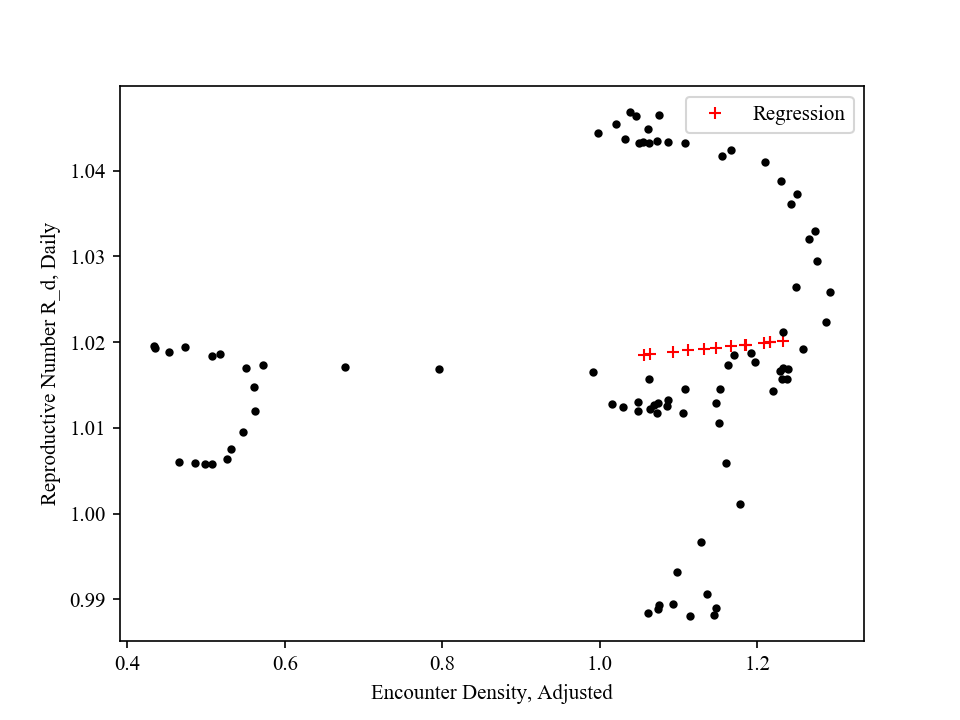 Regression
1.04
1.03
1.02
1.01
1.00
0.99
Reproductive Number R_d, Daily
0.4 0.6 0.8 1.0 1.2
Encounter Density, Adjusted